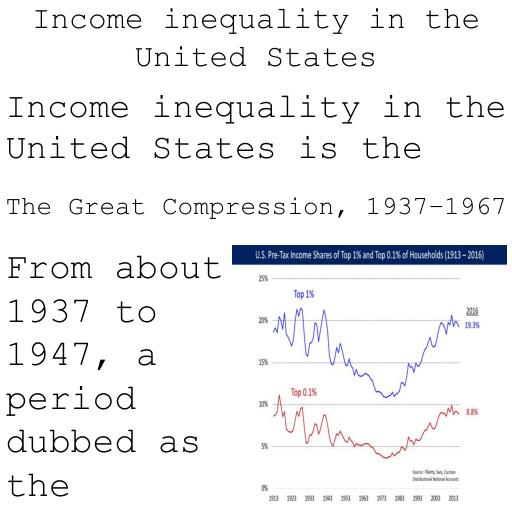 Income inequality in the
United States
Income inequality in the
United States is the
The Great Compression, 1937–1967
From about
1937 to
1947, a
period
dubbed as
the
U.S. Pre-Tax Income Shares of Top 1% and Top 0.1% of Households (1913 – 2016)
25%
Top 1%
2016
20%
19.3%
15%
Top 0.1%
10%
8.8%
5%
Source: Piketty, Saez, Zucman
Distributional National Accounts
0%
1913 1923 1933 1943 1953 1963 1973 1983 1993 2003 2013